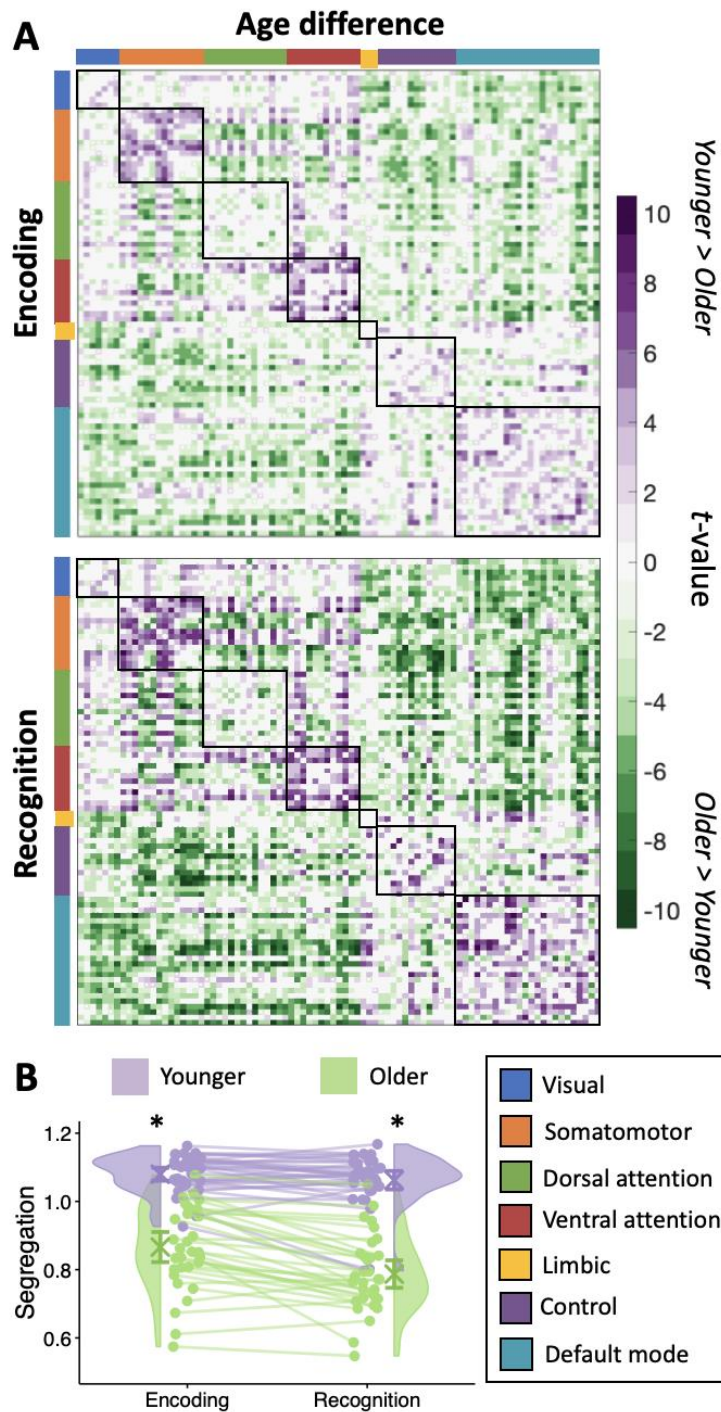 A
Age difference
Encoding
Recognition
Younger > Older
10
8
6
4
2
0
-2
-4
-6
-8
-10
t-value
Older > Younger
B
Younger
Older
*
*
1.2
1.0
0.8
0.6
Segregation
Encoding
Recognition
Visual
Somatomotor
Dorsal attention
Ventral attention
Limbic
Control
Default mode